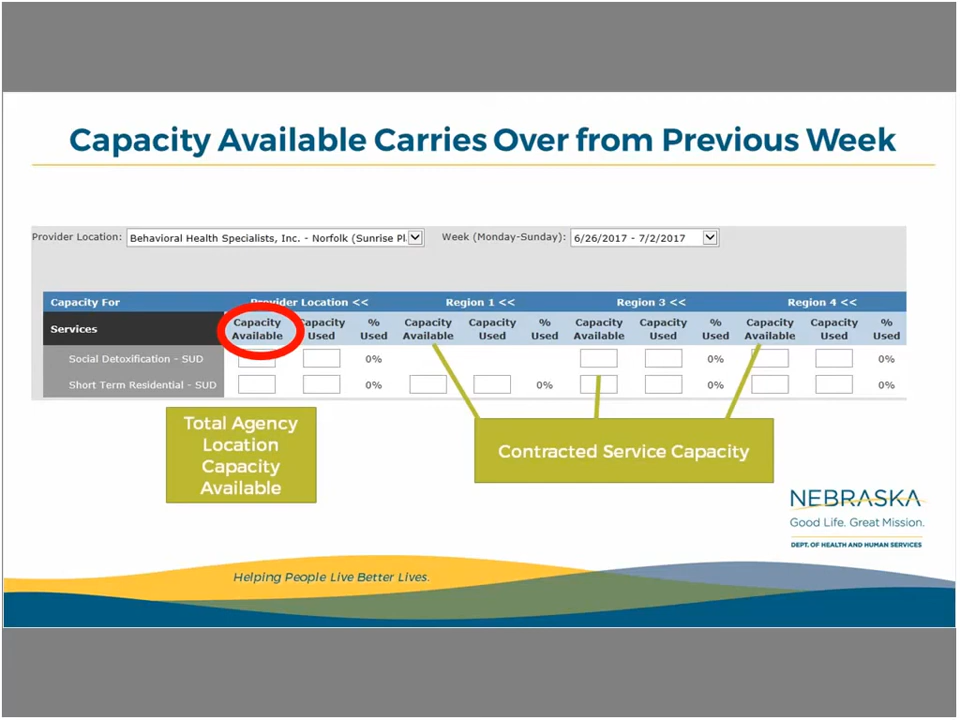 Capacity Available Carries Over from Previous Week
Provider Location: Behavioral Health Specialists, Inc. - Norfolk (Sunrise Pl. Week (Monday-Sunday): 6/26/2017 - 7/2/2017
Capacity For Provider Location << Region 1 << Region 3 << Region 4 <<
Services Capacity Available Capacity Used % Used Capacity Available Capacity Used % Used Capacity Available Capacity Used % Used Capacity Available Capacity Used % Used
Social Detoxification - SUD 0% 0% 0%
Short Term Residential - SUD 0% 0% 0% 0%
Total Agency
Location
Capacity
Available
Contracted Service Capacity
NEBRASKA
Good Life. Great Mission.
DEPT. OF HEALTH AND HUMAN SERVICES
Helping People Live Better Lives.